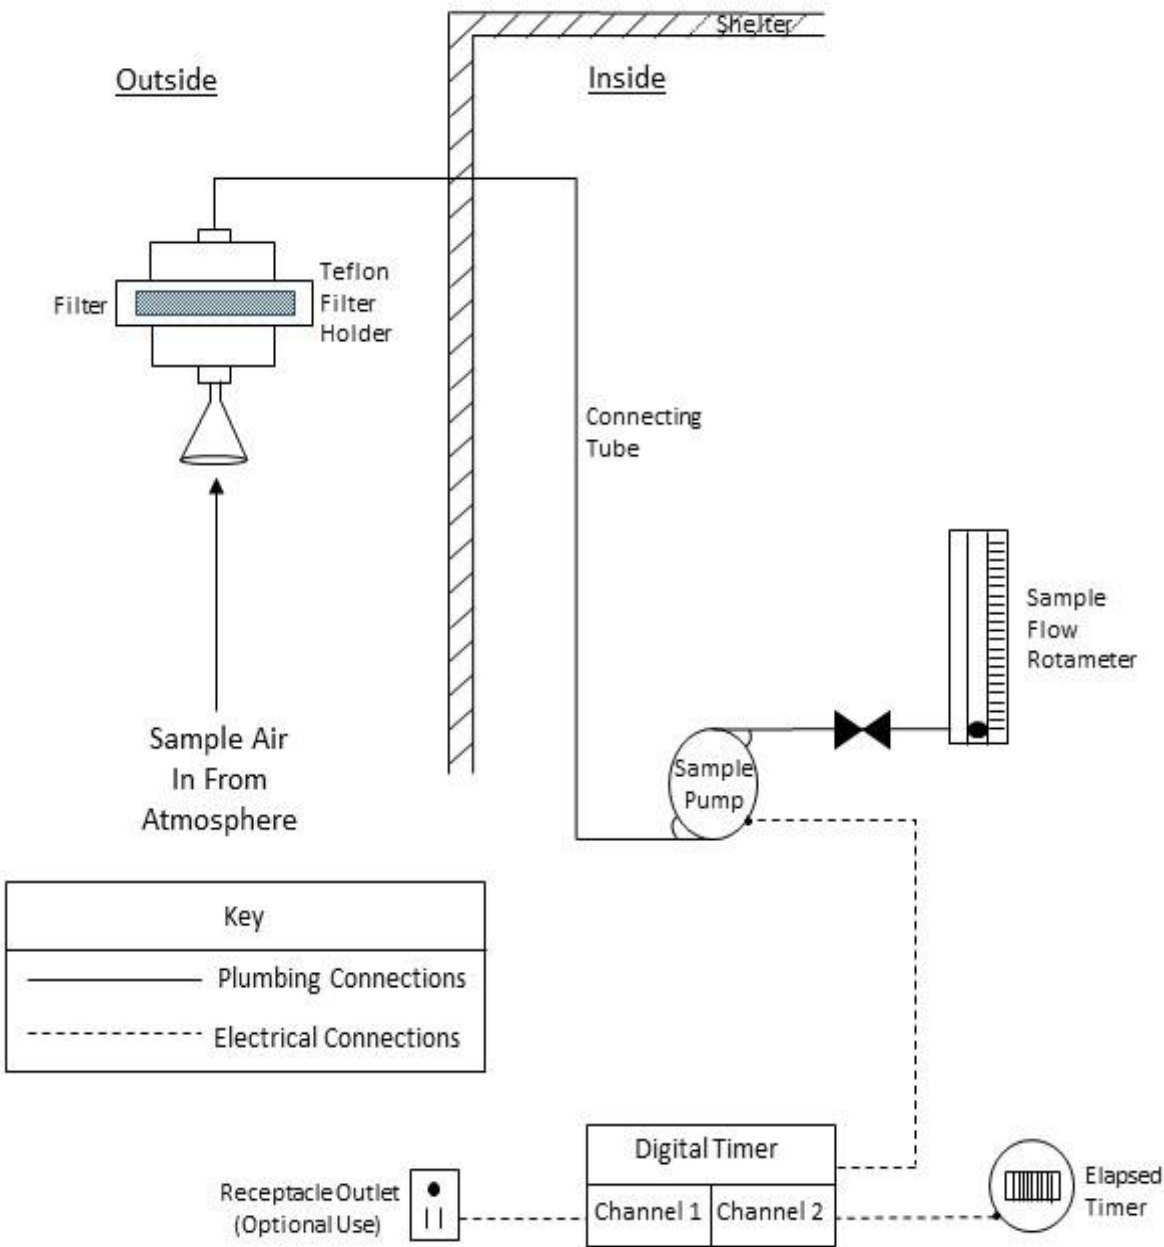 Shelter
Outside
Inside
Filter
Teflon
Filter
Holder
Connecting
Tube
Sample
Flow
Rotameter
Sample Air
In From
Atmosphere
Sample
Pump
Key
Plumbing Connections
Electrical Connections
Digital Timer
Channel 1
Channel 2
Receptacle Outlet
(Optional Use)
Elapsed
Timer